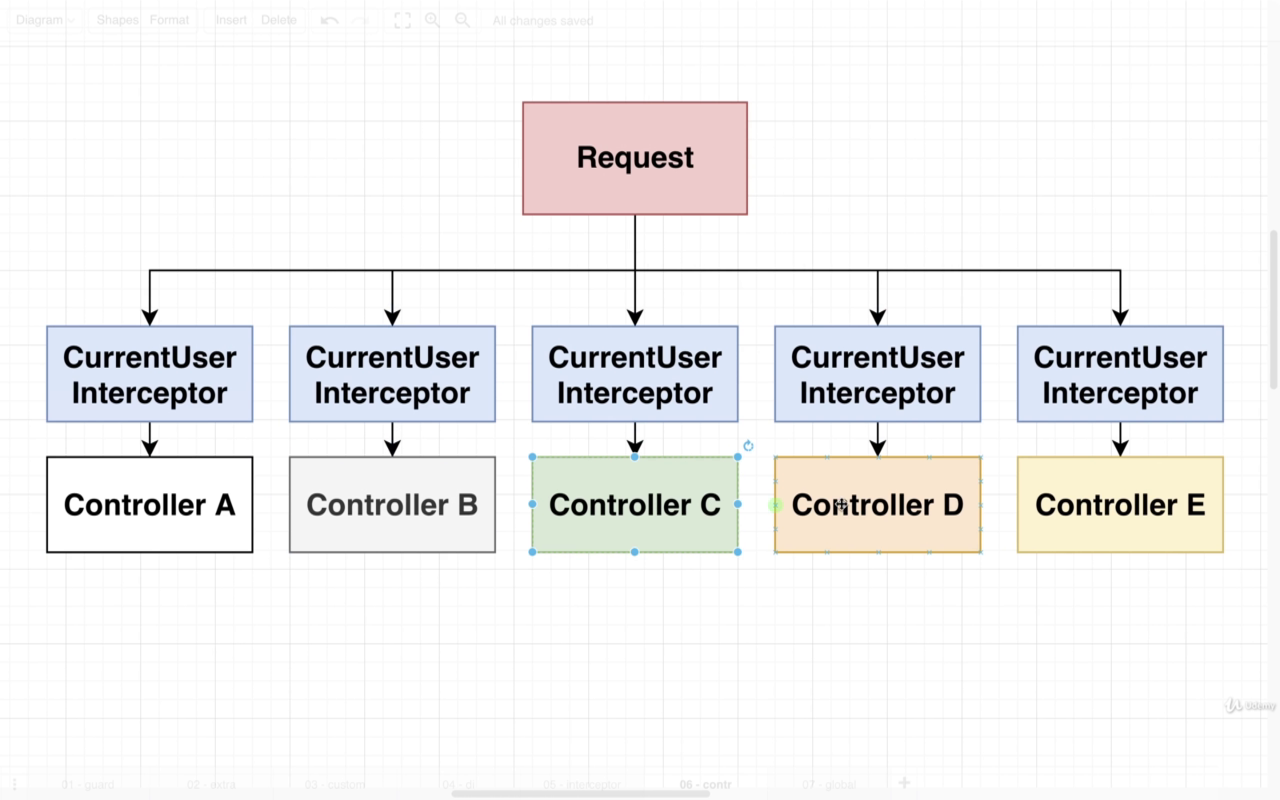 Diagram Shapes Format Insert Delete All changes saved
Request
CurrentUser Interceptor
CurrentUser Interceptor
CurrentUser Interceptor
CurrentUser Interceptor
CurrentUser Interceptor
Controller A
Controller B
Controller C
Controller D
Controller E
Udemy
01 - guard 02 - extra 03 - custom 04 - di 05 - interceptor 06 - contr 07 - global